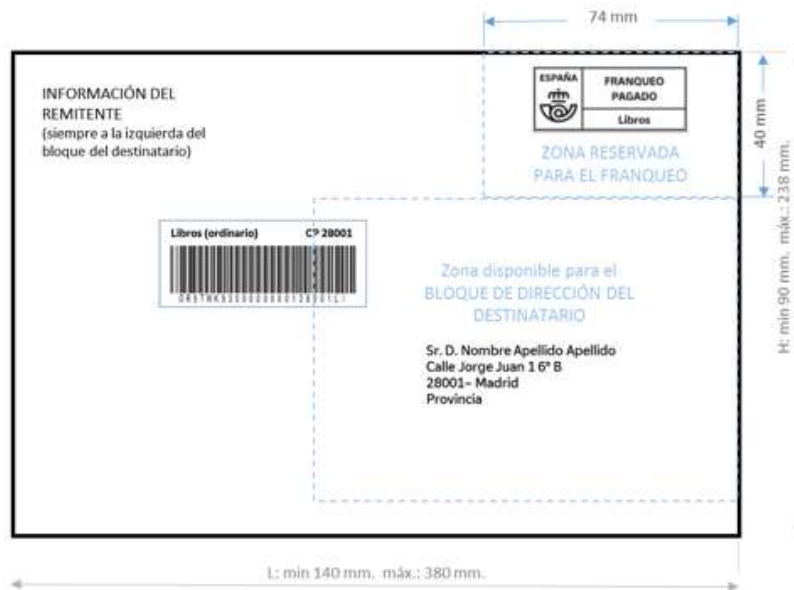 74 mm
INFORMACIÓN DEL
REMITENTE
(siempre a la izquierda del
bloque del destinatario)
ESPAÑA
FRANQUEO
PAGADO
Libros
ZONA RESERVADA
PARA EL FRANQUEO
40 mm
H: min 90 mm. máx.: 238 mm.
Libros (ordinario) CP 28001
Zona disponible para el
BLOQUE DE DIRECCIÓN DEL
DESTINATARIO
Sr. D. Nombre Apellido Apellido
Calle Jorge Juan 1 6º B
28001– Madrid
Provincia
L: min 140 mm. máx.: 380 mm.